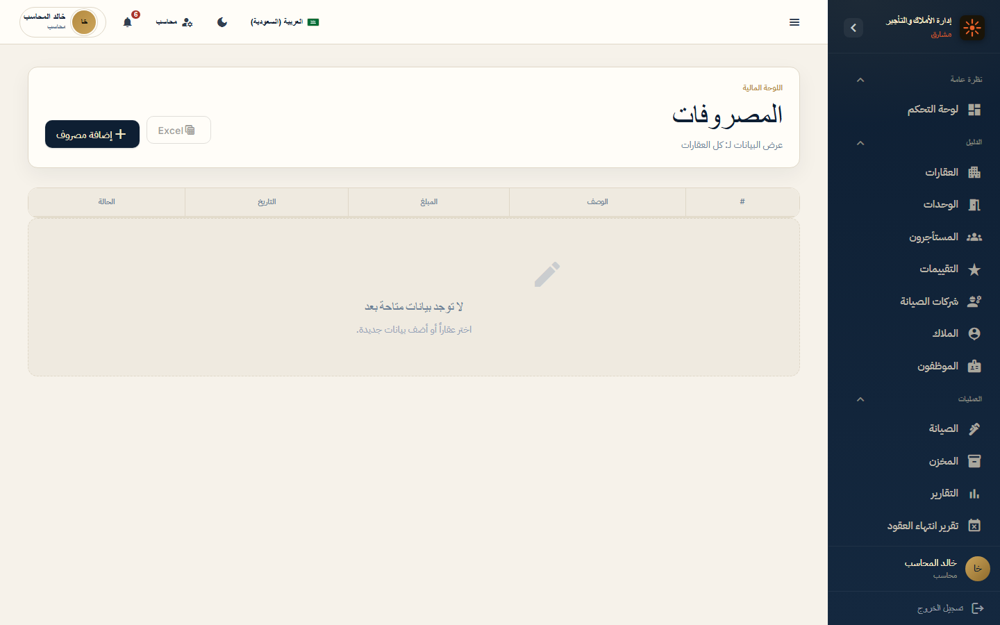 إدارة الأملاك والتأجير
مشارق
نظرة عامة
لوحة التحكم
الدليل
العقارات
الوحدات
المستأجرون
التقييمات
شركات الصيانة
الملاك
الموظفون
العمليات
الصيانة
المخزن
التقارير
تقرير انتهاء العقود
خا
خالد المحاسب
محاسب
تسجيل الخروج
العربية (السعودية)
محاسب
6
خا
خالد المحاسب
محاسب
اللوحة المالية
المصروفات
عرض البيانات لـ: كل العقارات
Excel
إضافة مصروف
# الوصف المبلغ التاريخ الحالة
لا توجد بيانات متاحة بعد
اختر عقاراً أو أضف بيانات جديدة.